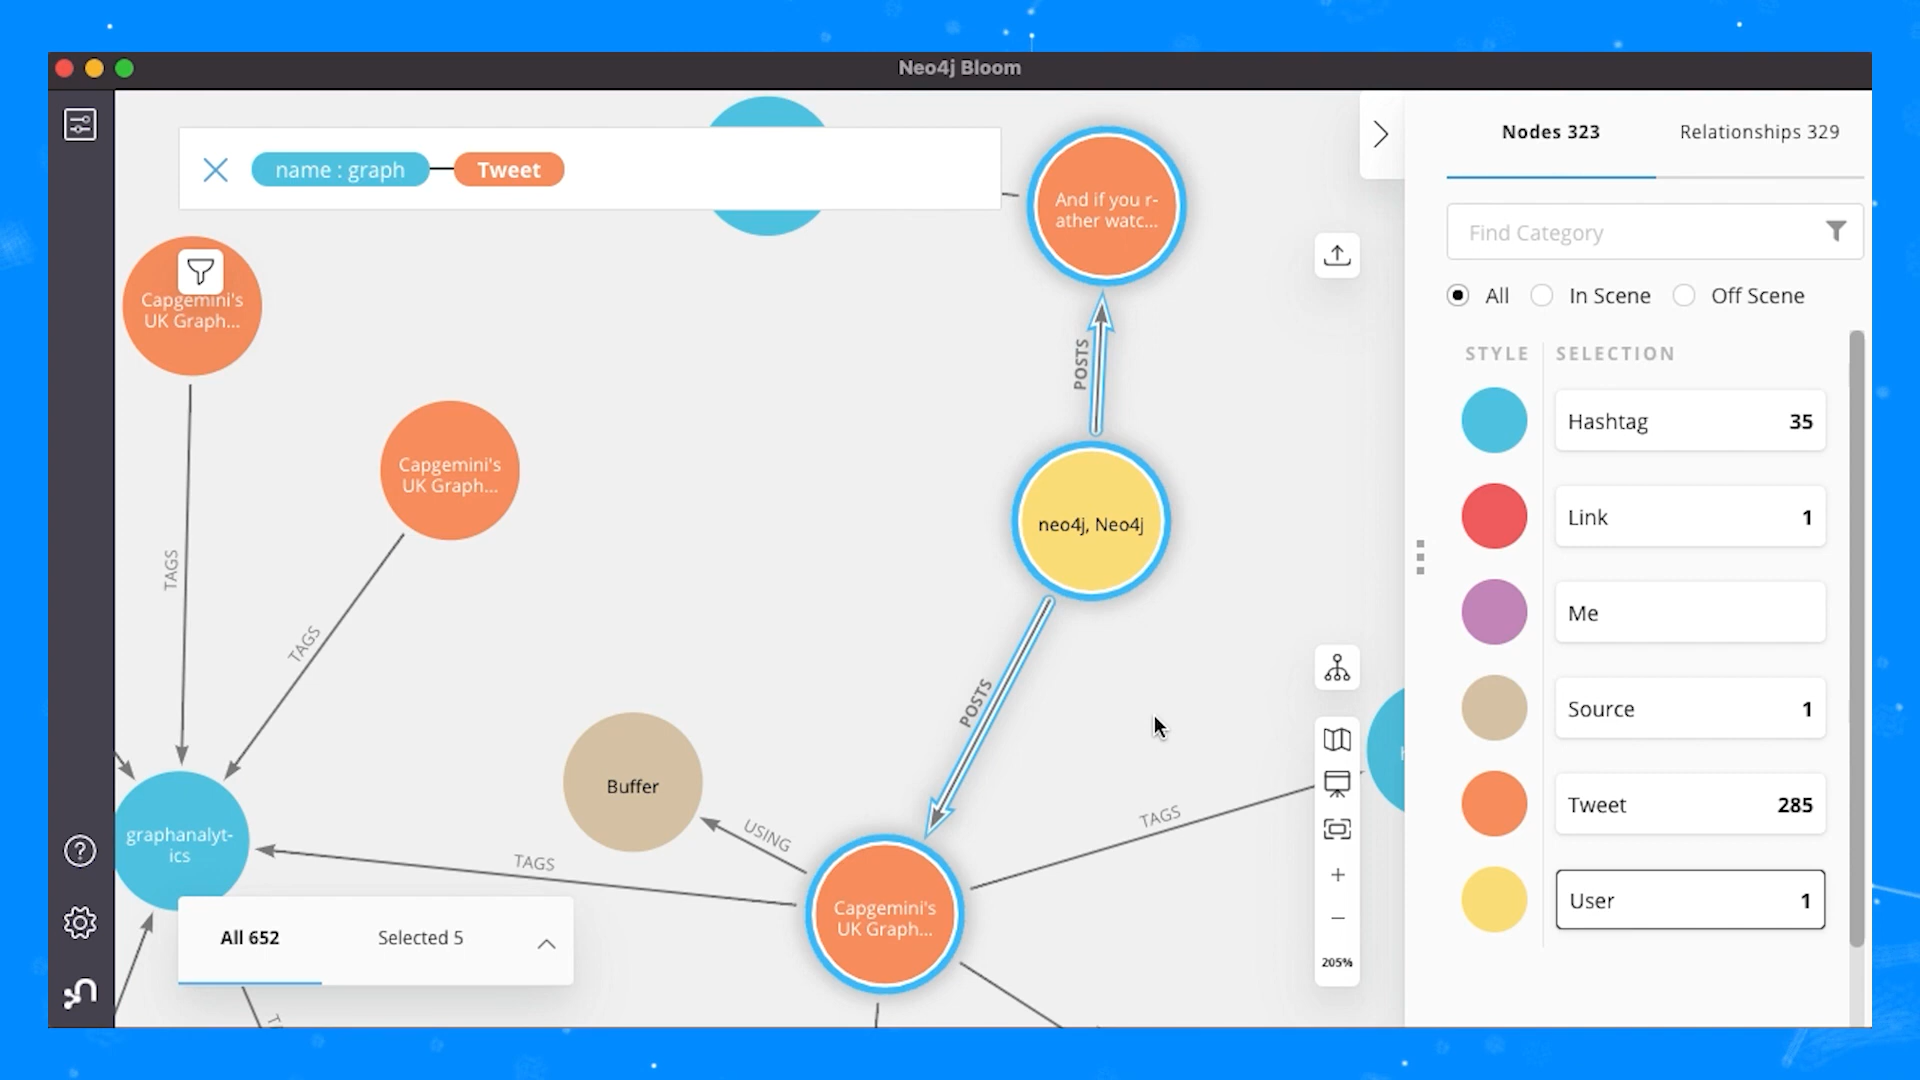 Neo4j Bloom
name : graph
Tweet
And if you r-
ather watc...
Capgemini's
UK Graph...
Capgemini's
UK Graph...
POSTS
neo4j, Neo4j
TAGS
TAGS
POSTS
Buffer
USING
TAGS
graphanalyt-
ics
TAGS
Capgemini's
UK Graph...
All 652
Selected 5
205%
Nodes 323
Relationships 329
Find Category
All
In Scene
Off Scene
STYLE
SELECTION
Hashtag
35
Link
1
Me
Source
1
Tweet
285
User
1